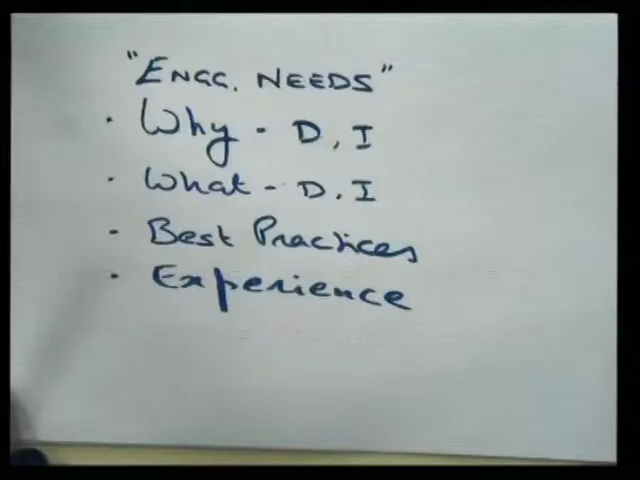 "ENGG. NEEDS"
· Why - D, I
· What - D, I
· Best Practices
· Experience